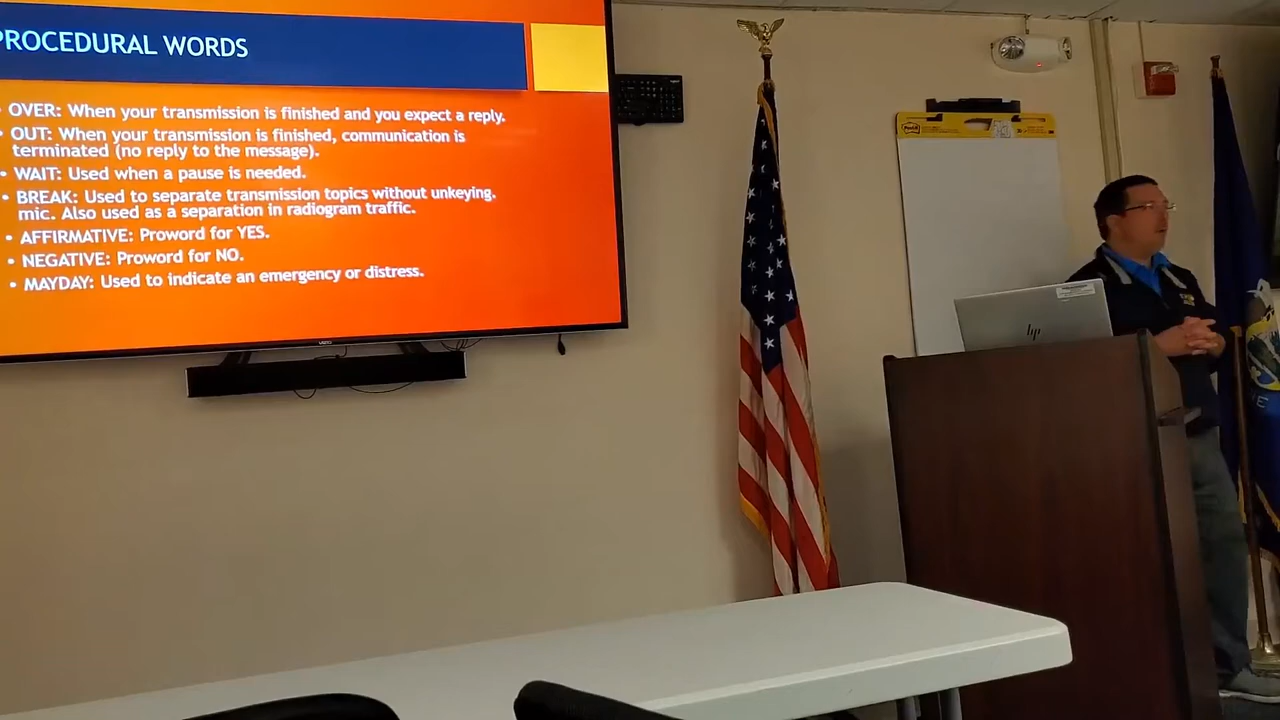 PROCEDURAL WORDS
• OVER: When your transmission is finished and you expect a reply.
• OUT: When your transmission is finished, communication is
terminated (no reply to the message).
• WAIT: Used when a pause is needed.
• BREAK: Used to separate transmission topics without unkeying.
mic. Also used as a separation in radiogram traffic.
• AFFIRMATIVE: Proword for YES.
• NEGATIVE: Proword for NO.
• MAYDAY: Used to indicate an emergency or distress.
Post-it
hp